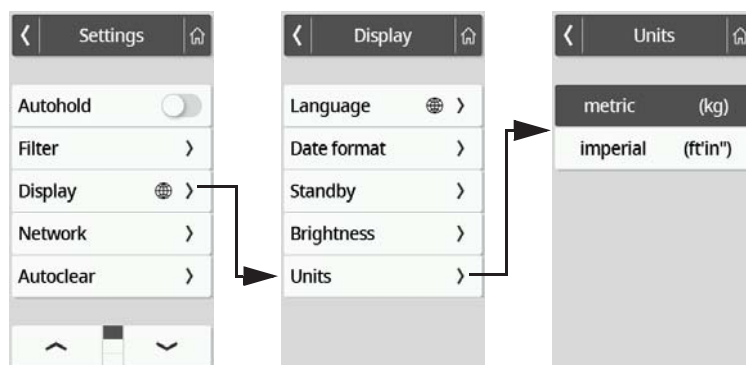 Settings
Autohold
Filter
Display
Network
Autoclear
Display
Language
Date format
Standby
Brightness
Units
Units
metric (kg)
imperial (ft'in")